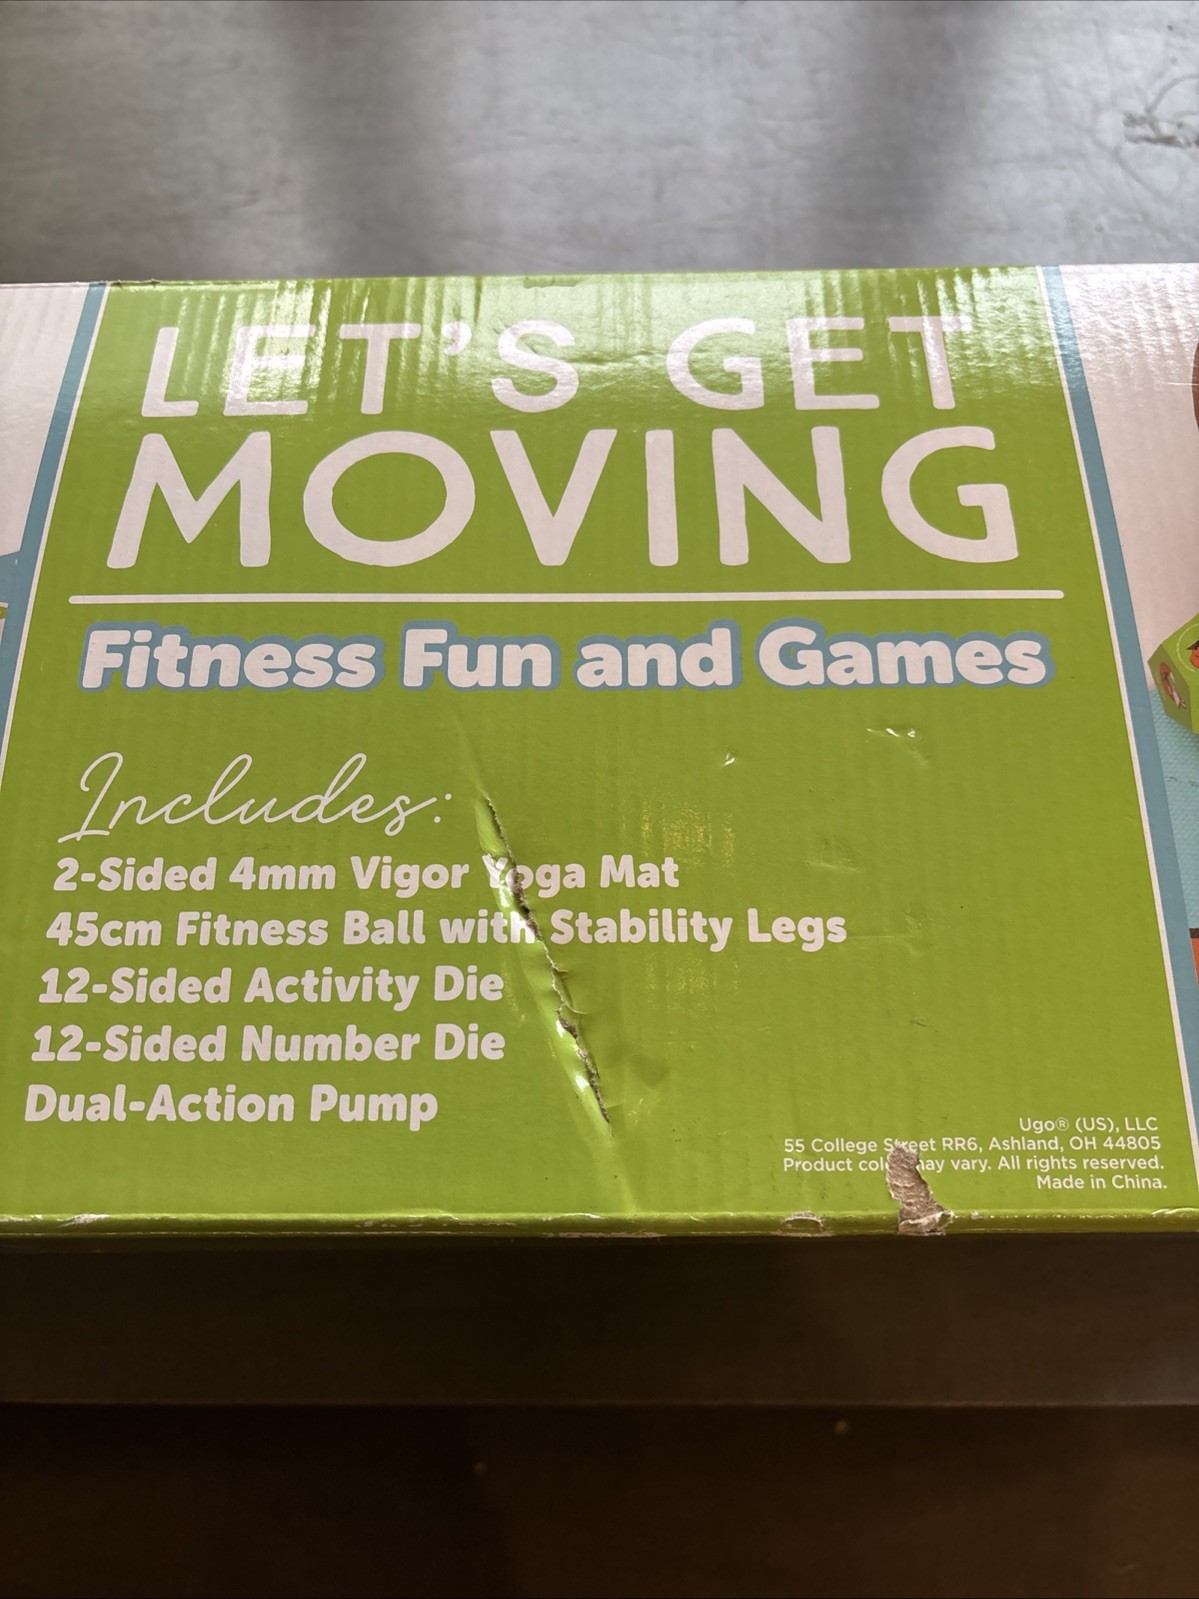 LET'S GET
MOVING
Fitness Fun and Games
Includes:
2-Sided 4mm Vigor Yoga Mat
45cm Fitness Ball with Stability Legs
12-Sided Activity Die
12-Sided Number Die
Dual-Action Pump
Ugo® (US), LLC
55 College Street RR6, Ashland, OH 44805
Product may vary. All rights reserved.
Made in China.